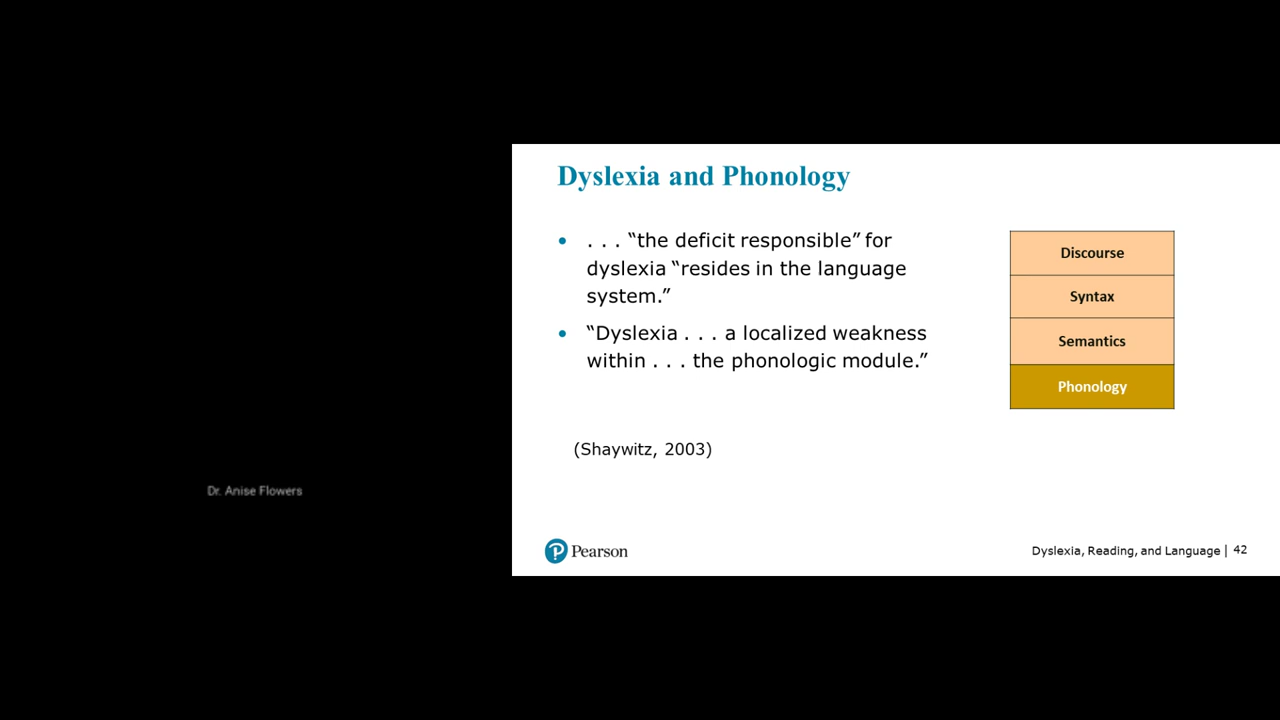 Dyslexia and Phonology
• . . . “the deficit responsible” for
dyslexia “resides in the language
system.”
• “Dyslexia . . . a localized weakness
within . . . the phonologic module.”
(Shaywitz, 2003)
Discourse
Syntax
Semantics
Phonology
Dr. Anise Flowers
Pearson
Dyslexia, Reading, and Language | 42